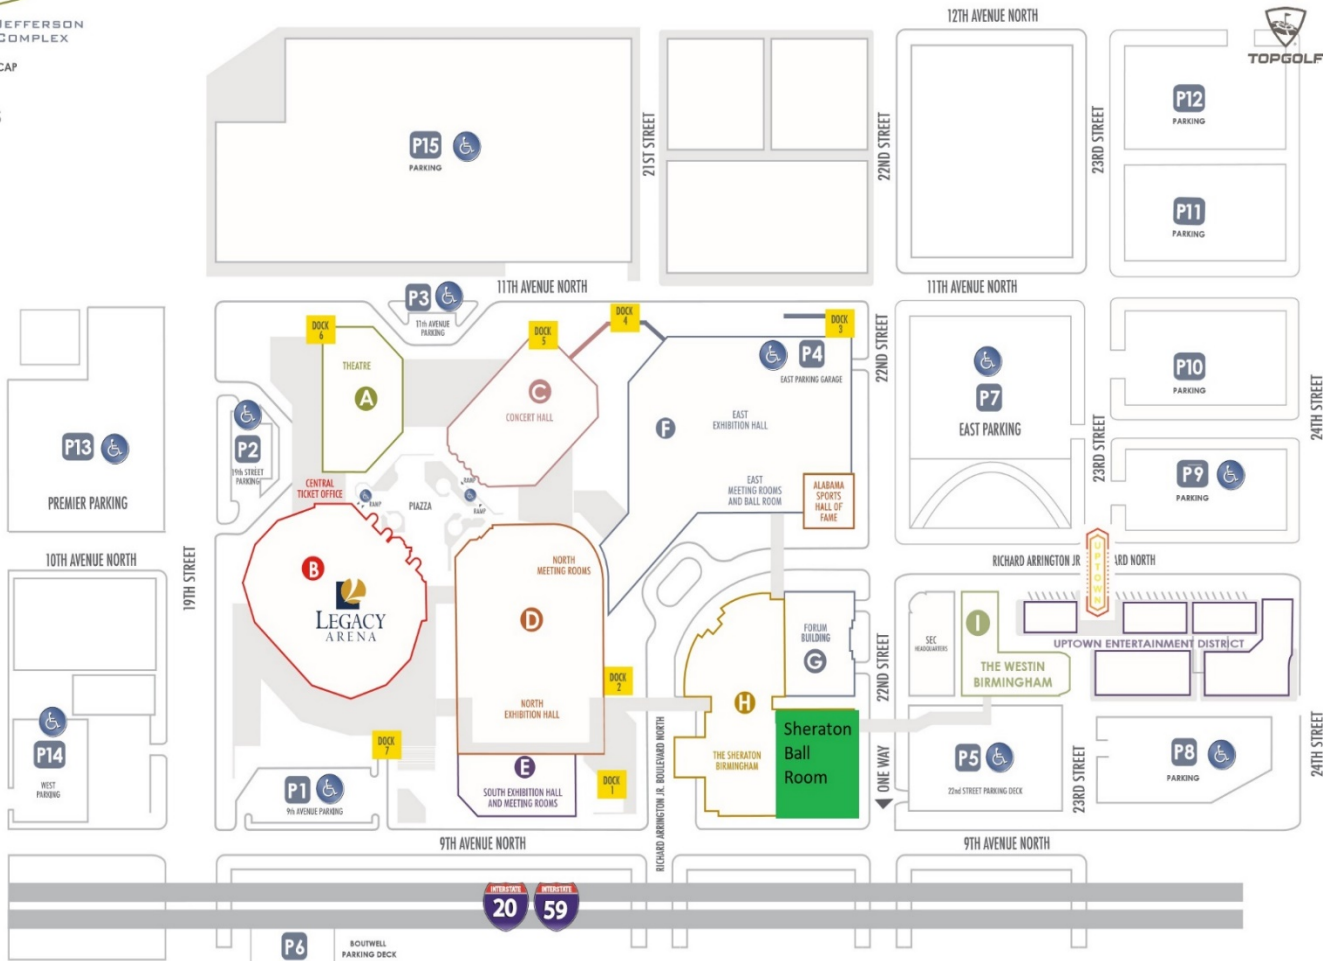 JEFFERSON
COMPLEX
CAP
S
12TH AVENUE NORTH
TOPGOLF
P15
PARKING
21ST STREET
22ND STREET
23RD STREET
P12
PARKING
P11
PARKING
11TH AVENUE NORTH
11TH AVENUE NORTH
P3
11th AVENUE
PARKING
DOCK
6
DOCK
5
DOCK
4
DOCK
3
THEATRE
A
C
CONCERT HALL
P4
EAST PARKING GARAGE
22ND STREET
P7
EAST PARKING
P10
PARKING
24TH STREET
23RD STREET
P13
PREMIER PARKING
P2
19th STREET
PARKING
F
EAST
EXHIBITION HALL
EAST
MEETING ROOMS
AND BALL ROOM
ALABAMA
SPORTS
HALL OF
FAME
P9
PARKING
CENTRAL
TICKET OFFICE
RAMP
PIAZZA
RAMP
RAMP
10TH AVENUE NORTH
19TH STREET
B
LEGACY
ARENA
NORTH
MEETING ROOMS
D
NORTH
EXHIBITION HALL
DOCK
2
RICHARD ARRINGTON JR
UPTOWN
ARD NORTH
FORUM
BUILDING
G
22ND STREET
SEC
HEADQUARTERS
I
THE WESTIN
BIRMINGHAM
UPTOWN ENTERTAINMENT DISTRICT
H
THE SHERATON
BIRMINGHAM
Sheraton
Ball
Room
RICHARD ARRINGTON JR. BOULEVARD NORTH
ONE WAY
P14
WEST
PARKING
DOCK
7
P1
9th AVENUE PARKING
E
SOUTH EXHIBITION HALL
AND MEETING ROOMS
DOCK
1
P5
22nd STREET PARKING DECK
23RD STREET
P8
PARKING
24TH STREET
9TH AVENUE NORTH
9TH AVENUE NORTH
INTERSTATE
20
INTERSTATE
59
P6
BOUTWELL
PARKING DECK